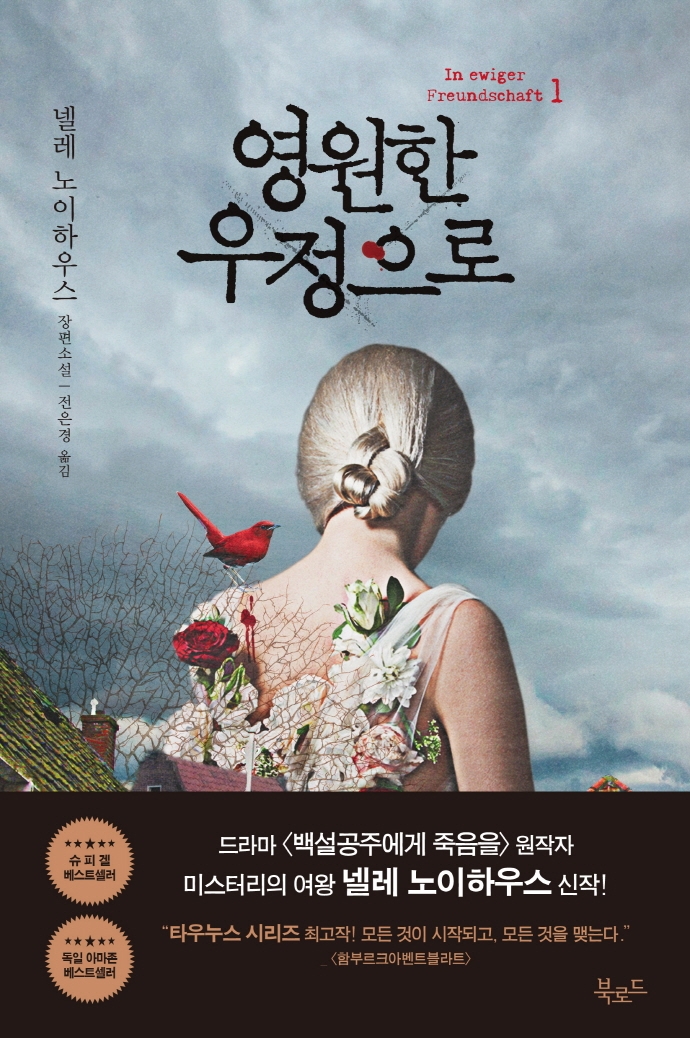 In ewiger
Freundschaft 1
영원한
우정으로
넬레 노이하우스 장편소설 – 전은경 옮김
★★★★★
슈피겔
베스트셀러
★★★★★
독일 아마존
베스트셀러
드라마 〈백설공주에게 죽음을〉 원작자
미스터리의 여왕 넬레 노이하우스 신작!
“타우누스 시리즈 최고작! 모든 것이 시작되고, 모든 것을 맺는다.”
_〈함부르크아벤트블라트〉
북로드